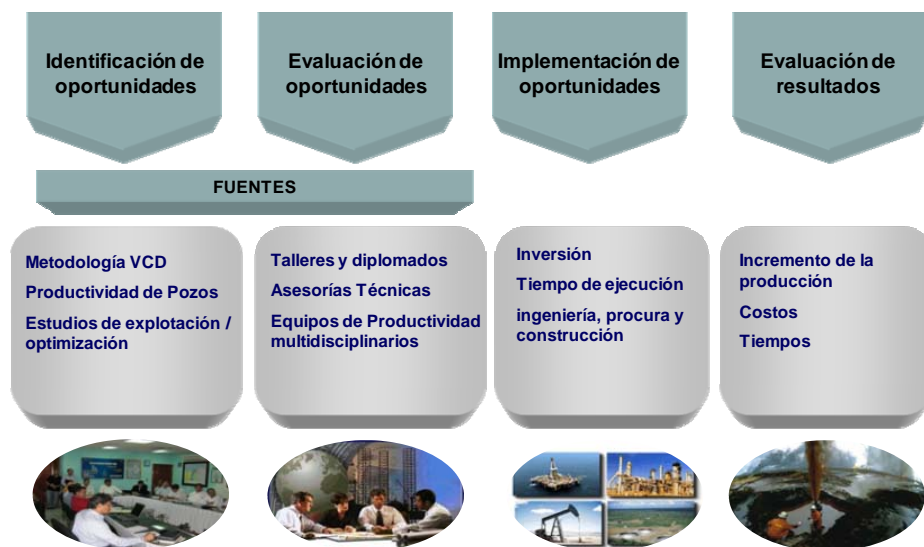 Identificación de
oportunidades
Evaluación de
oportunidades
Implementación de
oportunidades
Evaluación de
resultados
FUENTES
Metodología VCD
Productividad de Pozos
Estudios de explotación /
optimización
Talleres y diplomados
Asesorías Técnicas
Equipos de Productividad
multidisciplinarios
Inversión
Tiempo de ejecución
ingeniería, procura y
construcción
Incremento de la
producción
Costos
Tiempos